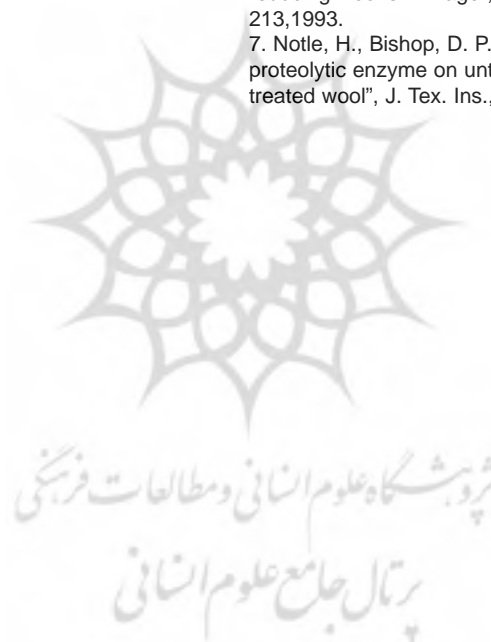 213,1993.
7. Notle, H., Bishop, D. P.
proteolytic enzyme on unt
treated wool”, J. Tex. Ins.,
پژوهشگاه علوم انسانی و مطالعات فرهنگی
پرتال جامع علوم انسانی